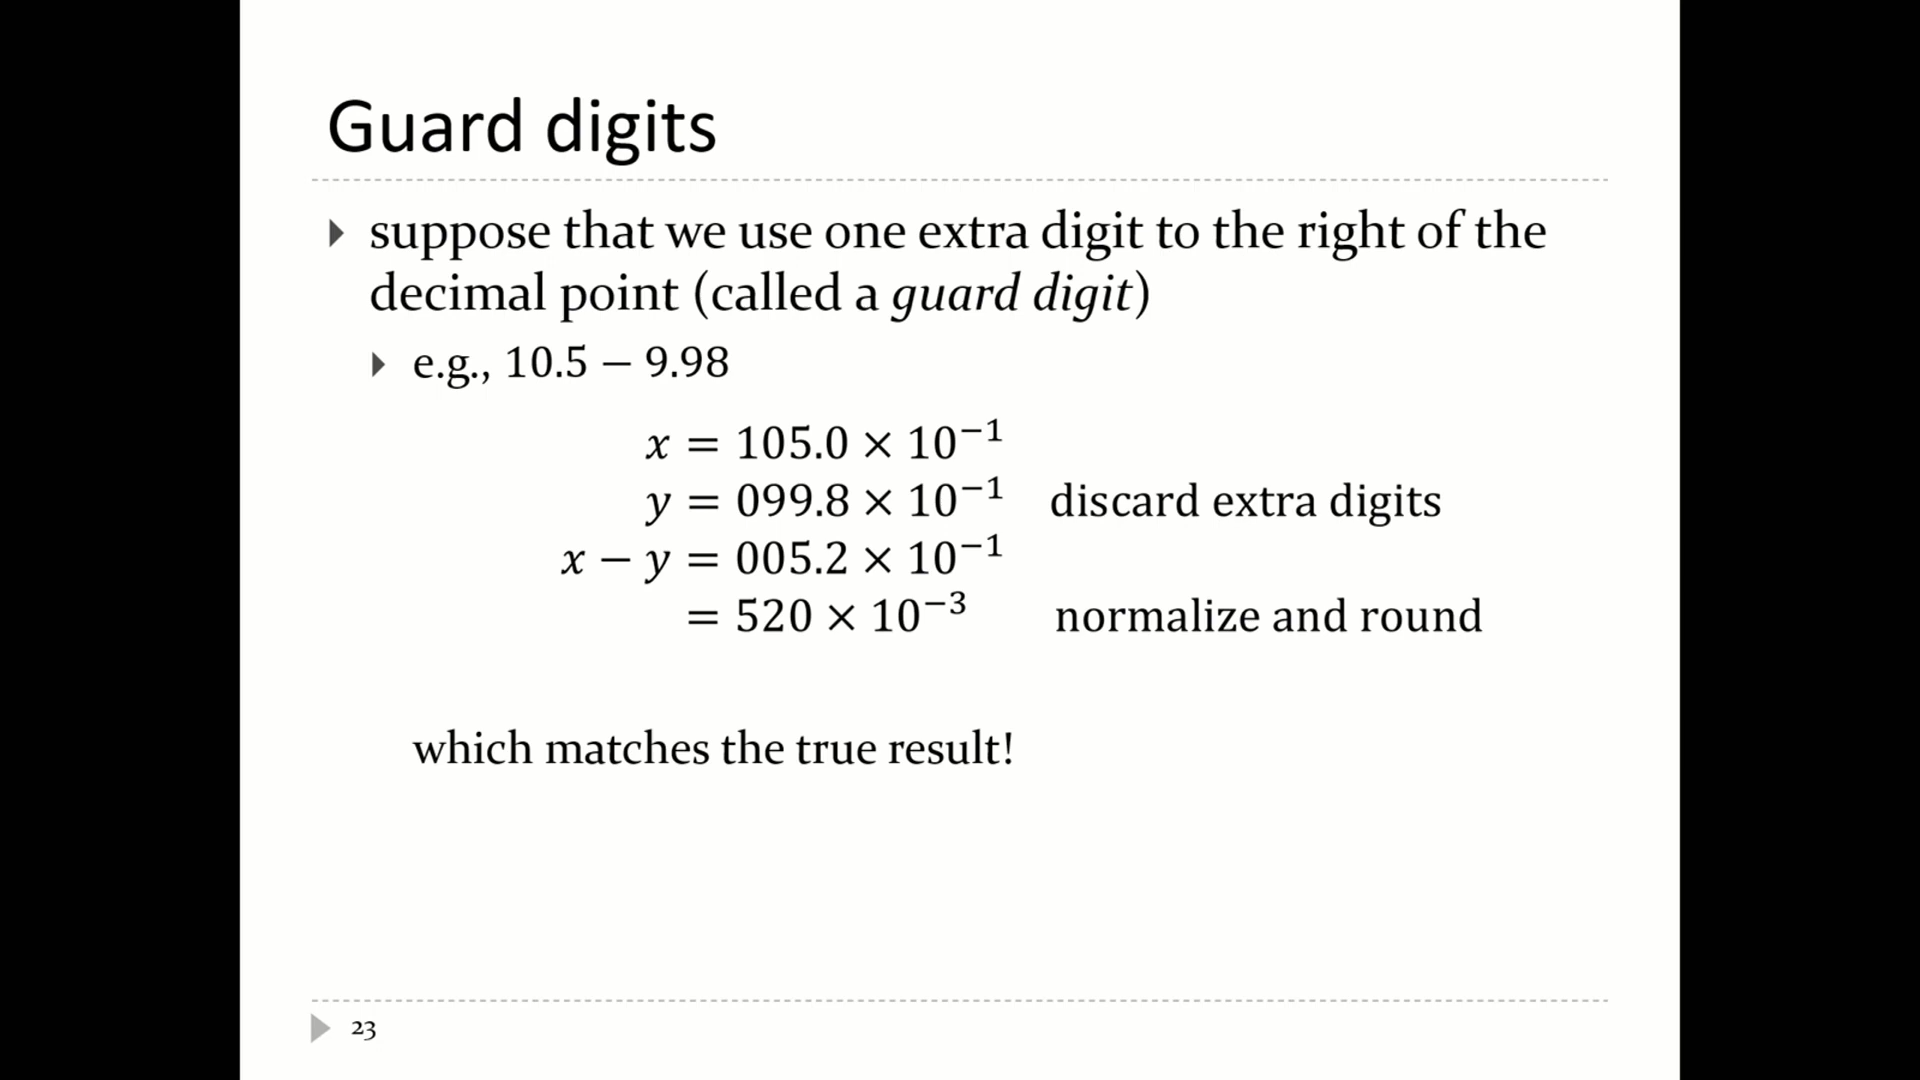 Guard digits
suppose that we use one extra digit to the right of the
decimal point (called a guard digit)
e.g., 10.5 − 9.98
x = 105.0 × 10⁻¹
y = 099.8 × 10⁻¹ discard extra digits
x − y = 005.2 × 10⁻¹
= 520 × 10⁻³ normalize and round
which matches the true result!
23